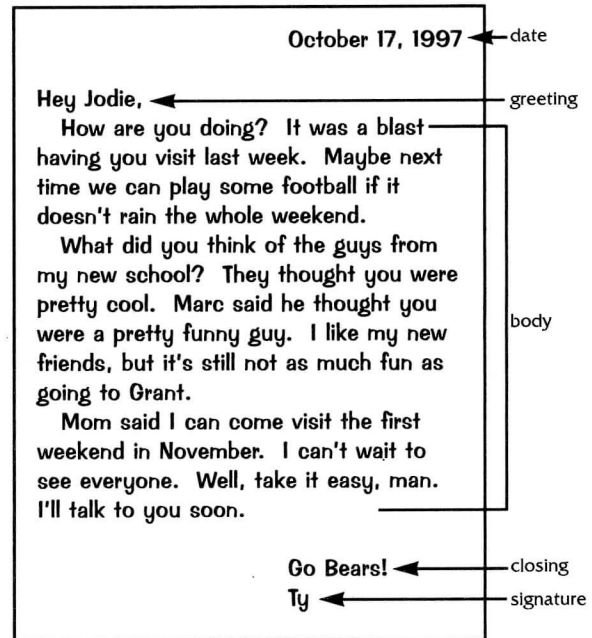 October 17, 1997 date
Hey Jodie, greeting
How are you doing? It was a blast
having you visit last week. Maybe next
time we can play some football if it
doesn't rain the whole weekend.
What did you think of the guys from
my new school? They thought you were
pretty cool. Marc said he thought you
were a pretty funny guy. I like my new
friends, but it's still not as much fun as
going to Grant.
body
Mom said I can come visit the first
weekend in November. I can't wait to
see everyone. Well, take it easy, man.
I'll talk to you soon.
Go Bears! closing
Ty signature